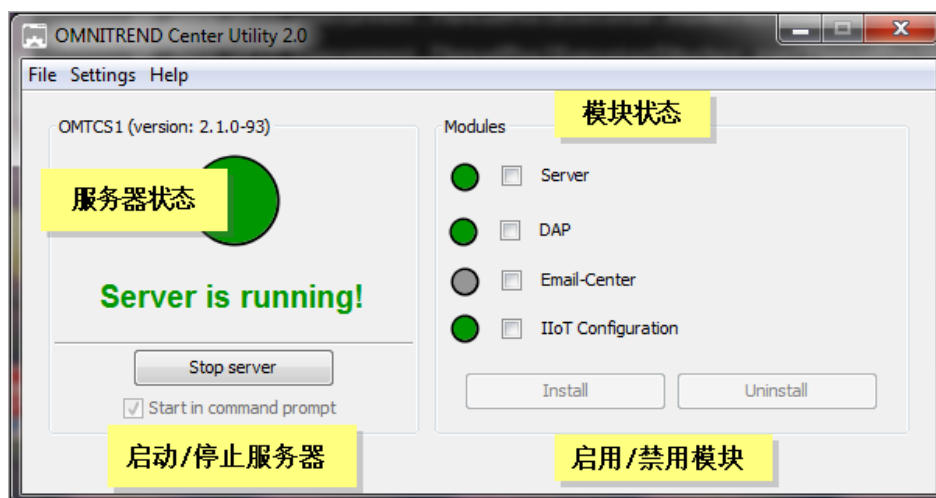 OMNITREND Center Utility 2.0
File Settings Help
OMTCS1 (version: 2.1.0-93)
服务器状态
Server is running!
Stop server
Start in command prompt
启动/停止服务器
模块状态
Modules
Server
DAP
Email-Center
IIoT Configuration
Install Uninstall
启用/禁用模块